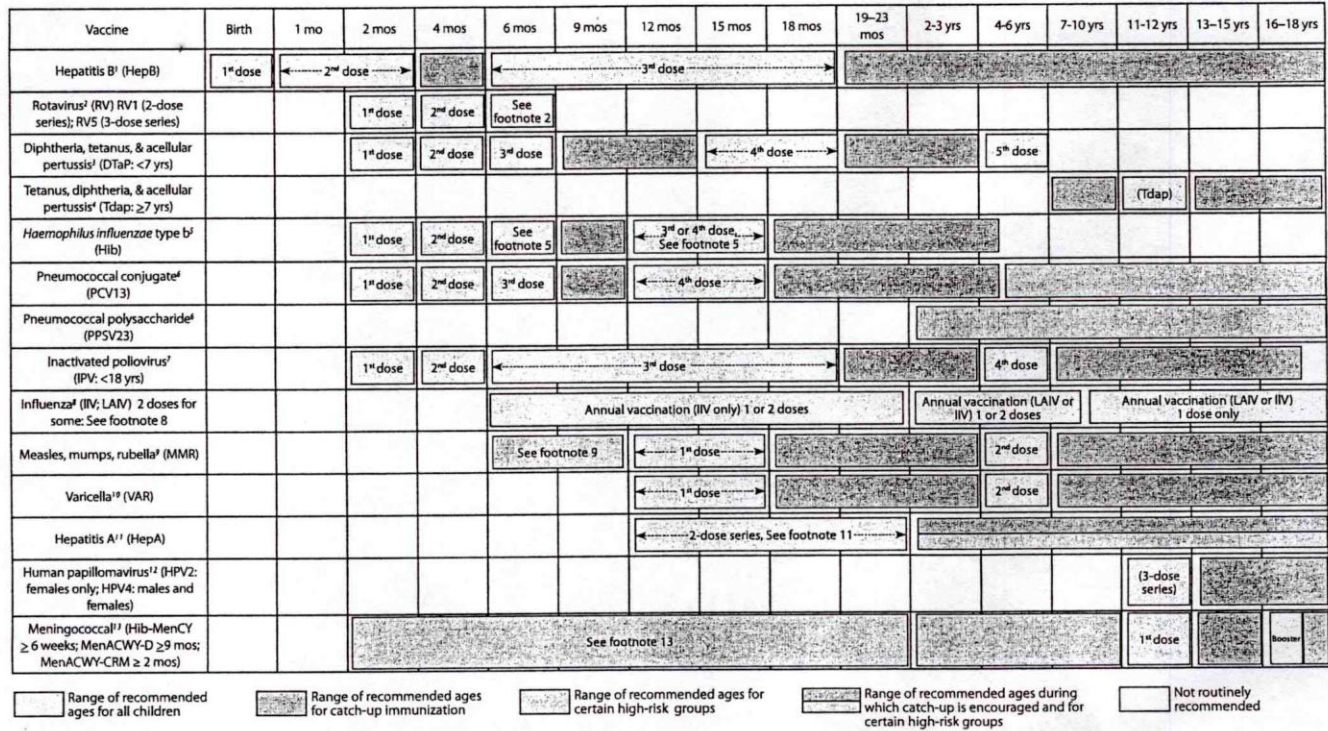 Vaccine Birth 1 mo 2 mos 4 mos 6 mos 9 mos 12 mos 15 mos 18 mos 19–23 mos 2-3 yrs 4-6 yrs 7-10 yrs 11-12 yrs 13–15 yrs 16–18 yrs
Hepatitis B¹ (HepB) 1st dose 2nd dose 3rd dose
Rotavirus² (RV) RV1 (2-dose
series); RV5 (3-dose series)
1st dose 2nd dose See
footnote 2
Diphtheria, tetanus, & acellular
pertussis³ (DTaP: <7 yrs)
1st dose 2nd dose 3rd dose 4th dose 5th dose
Tetanus, diphtheria, & acellular
pertussis⁴ (Tdap: ≥7 yrs)
(Tdap)
Haemophilus influenzae type b⁵
(Hib)
1st dose 2nd dose See
footnote 5
3rd or 4th dose,
See footnote 5
Pneumococcal conjugate⁶
(PCV13)
1st dose 2nd dose 3rd dose 4th dose
Pneumococcal polysaccharide⁶
(PPSV23)
Inactivated poliovirus⁷
(IPV: <18 yrs)
1st dose 2nd dose 3rd dose 4th dose
Influenza⁸ (IIV; LAIV) 2 doses for
some: See footnote 8
Annual vaccination (IIV only) 1 or 2 doses
Annual vaccination (LAIV or
IIV) 1 or 2 doses
Annual vaccination (LAIV or IIV)
1 dose only
Measles, mumps, rubella⁹ (MMR) See footnote 9 1st dose 2nd dose
Varicella¹⁰ (VAR) 1st dose 2nd dose
Hepatitis A¹¹ (HepA) 2-dose series, See footnote 11
Human papillomavirus¹² (HPV2:
females only; HPV4: males and
females)
(3-dose
series)
Meningococcal¹³ (Hib-MenCY
≥ 6 weeks; MenACWY-D ≥9 mos;
MenACWY-CRM ≥ 2 mos)
See footnote 13 1st dose Booster
Range of recommended
ages for all children
Range of recommended ages
for catch-up immunization
Range of recommended ages for
certain high-risk groups
Range of recommended ages during
which catch-up is encouraged and for
certain high-risk groups
Not routinely
recommended